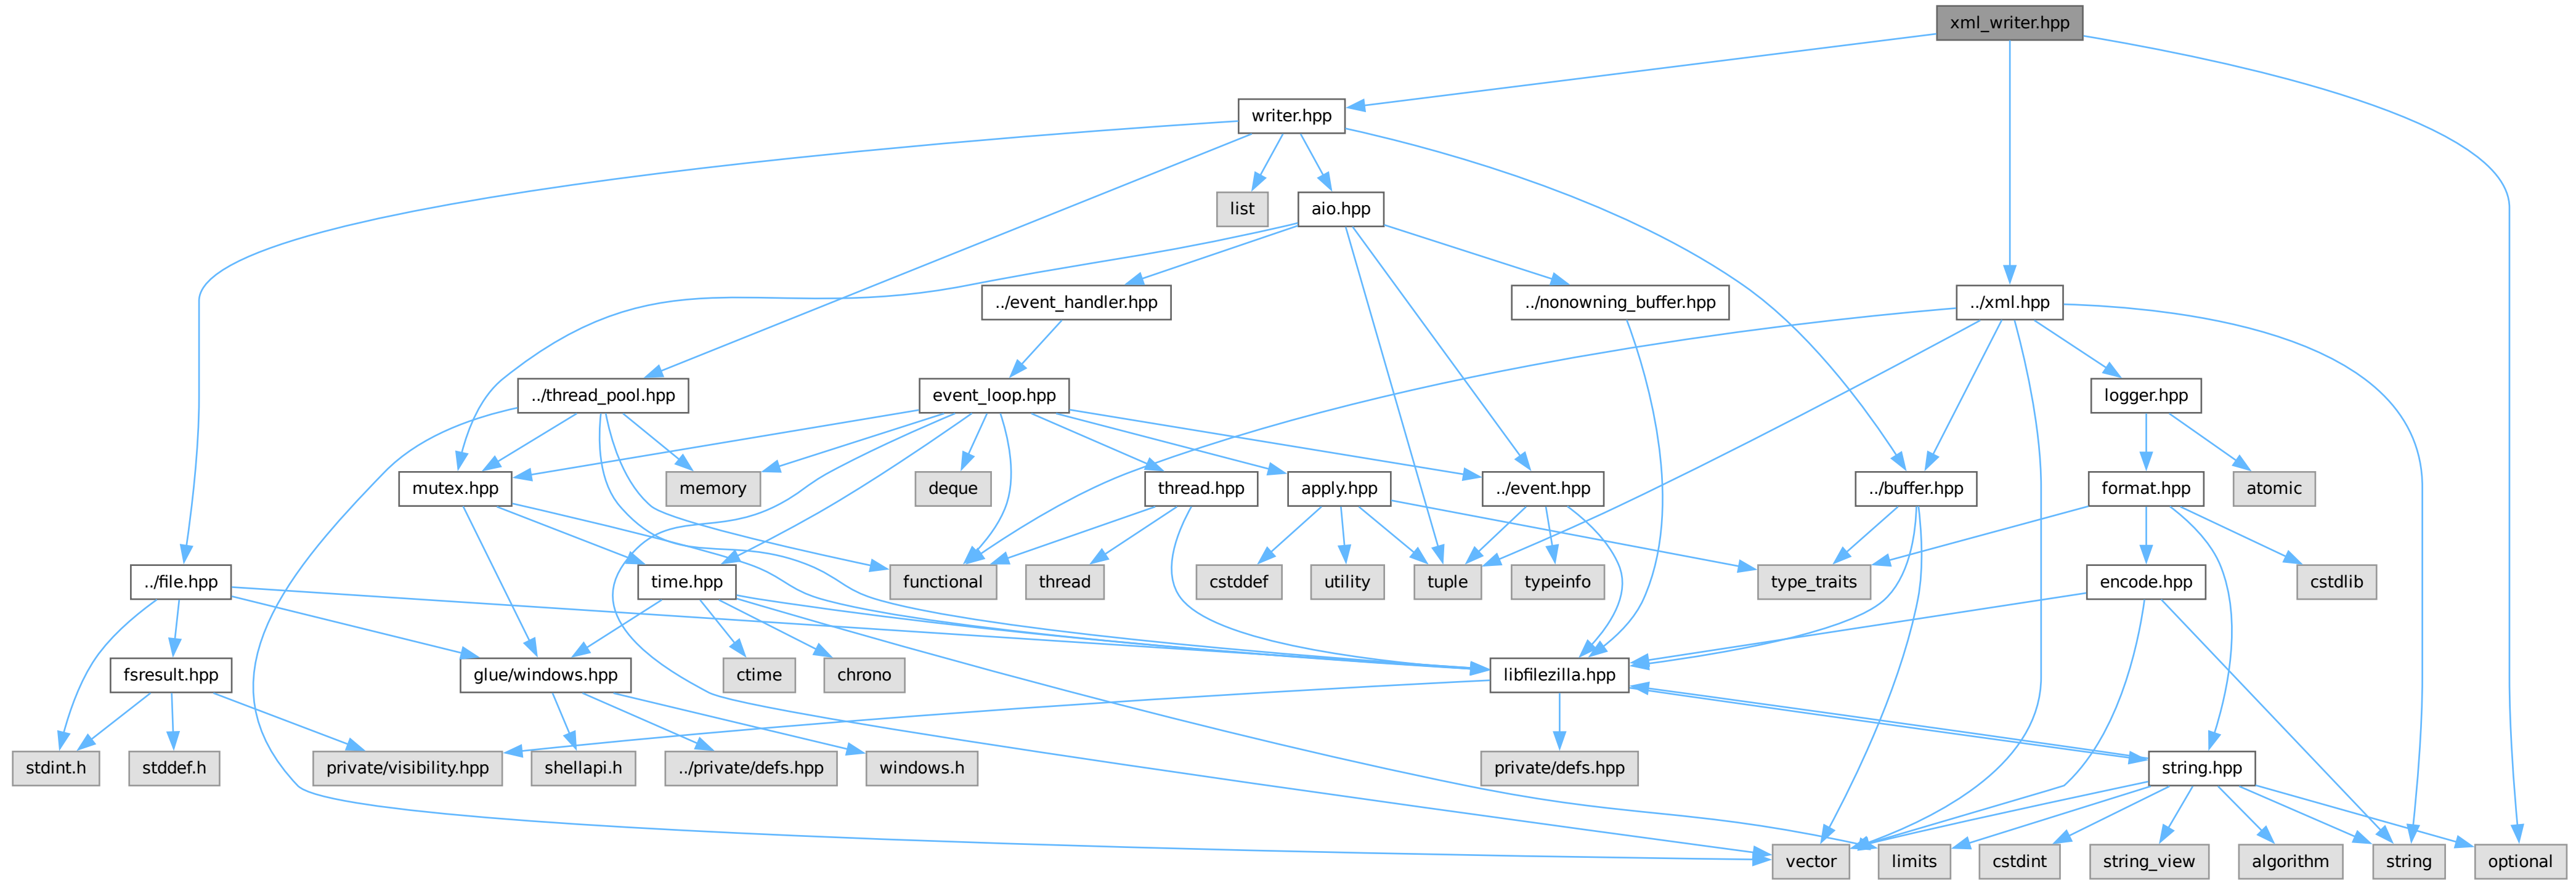 xml_writer.hpp
writer.hpp
list
aio.hpp
../event_handler.hpp
../nonowning_buffer.hpp
../xml.hpp
../thread_pool.hpp
event_loop.hpp
logger.hpp
mutex.hpp
memory
deque
thread.hpp
apply.hpp
../event.hpp
../buffer.hpp
format.hpp
atomic
../file.hpp
time.hpp
functional
thread
cstddef
utility
tuple
typeinfo
type_traits
encode.hpp
cstdlib
fsresult.hpp
glue/windows.hpp
ctime
chrono
libfilezilla.hpp
stdint.h
stddef.h
private/visibility.hpp
shellapi.h
../private/defs.hpp
windows.h
private/defs.hpp
string.hpp
vector
limits
cstdint
string_view
algorithm
string
optional